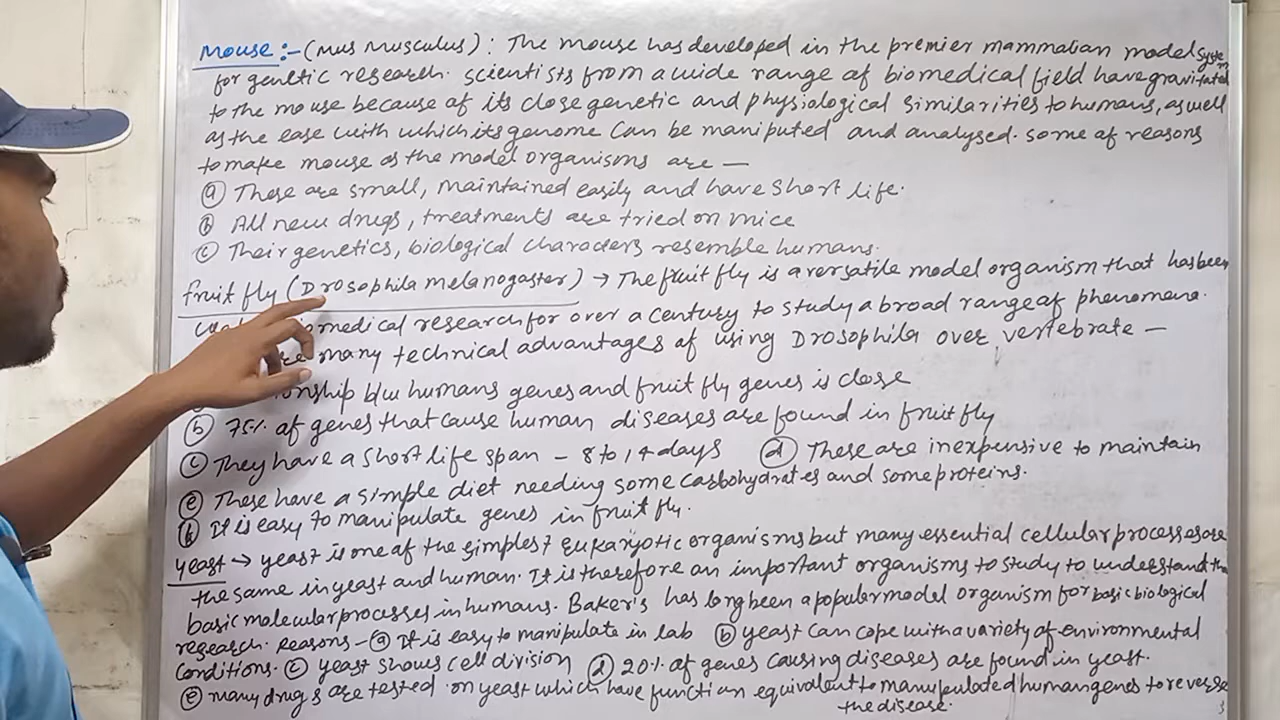 Mouse :- (Mus Musculus) : The mouse has developed in the premier mammalian model system
for genetic research. scientists from a wide range of biomedical field have gravitated
to the mouse because of its close genetic and physiological similarities to humans, as well
as the ease with which its genome can be maniputed and analysed. some of reasons
to make mouse as the model organisms are —
(a) These are small, maintained easily and have short life.
(b) All new drugs, treatments are tried on mice
(c) Their genetics, biological characters resemble humans.
fruit fly (Drosophila melanogaster) → The fruit fly is a versatile model organism that has been
medical research for over a century to study a broad range of phenomena.
many technical advantages of using Drosophila over vertebrate —
b/w humans genes and fruit fly genes is close
(b) 75% of genes that cause human diseases are found in fruit fly
(c) They have a short life span - 8 to 14 days (d) These are inexpensive to maintain
(e) These have a simple diet needing some carbohydrates and some proteins.
It is easy to manipulate genes in fruit fly.
yeast → yeast is one of the simplest eukaryotic organisms but many essential cellular processes are
the same in yeast and human. It is therefore an important organisms to study to understand the
basic molecular processes in humans. Baker's has long been a popular model organism for basic biological
research. Reasons - (a) It is easy to manipulate in lab (b) yeast can cope with a variety of environmental
conditions. (c) yeast shows cell division (d) 20% of genes causing diseases are found in yeast.
(e) many drugs are tested on yeast which have function equivalent to manupulated human genes to reverse
the disease.